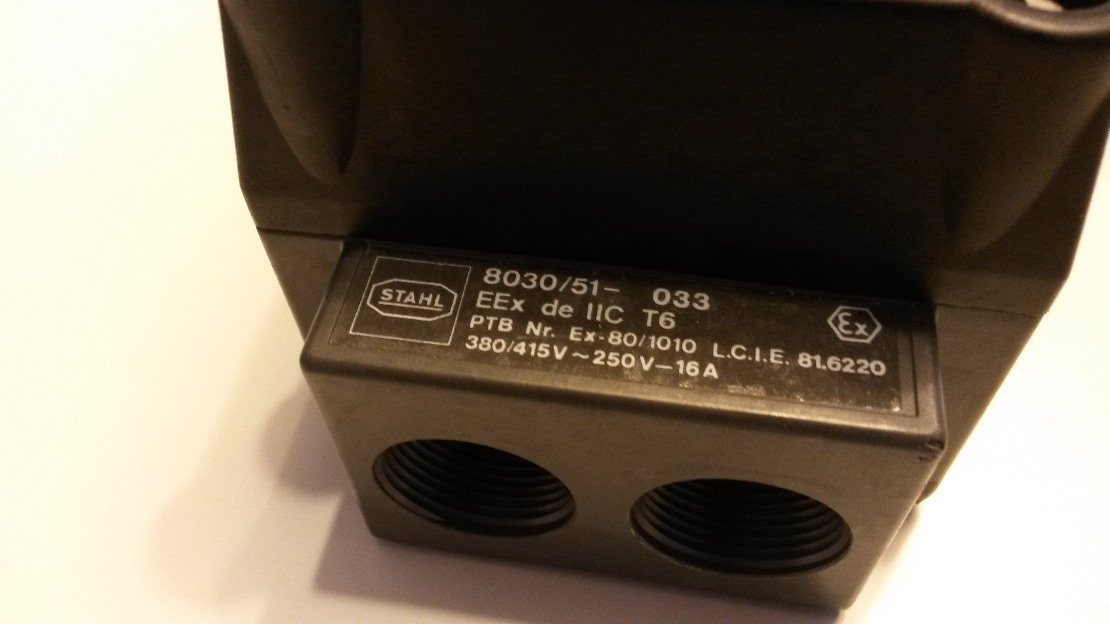 STAHL
8030/51- 033
EEx de IIC T6
Ex
PTB Nr. Ex-80/1010 L.C.I.E. 81.6220
380/415V~250V-16A